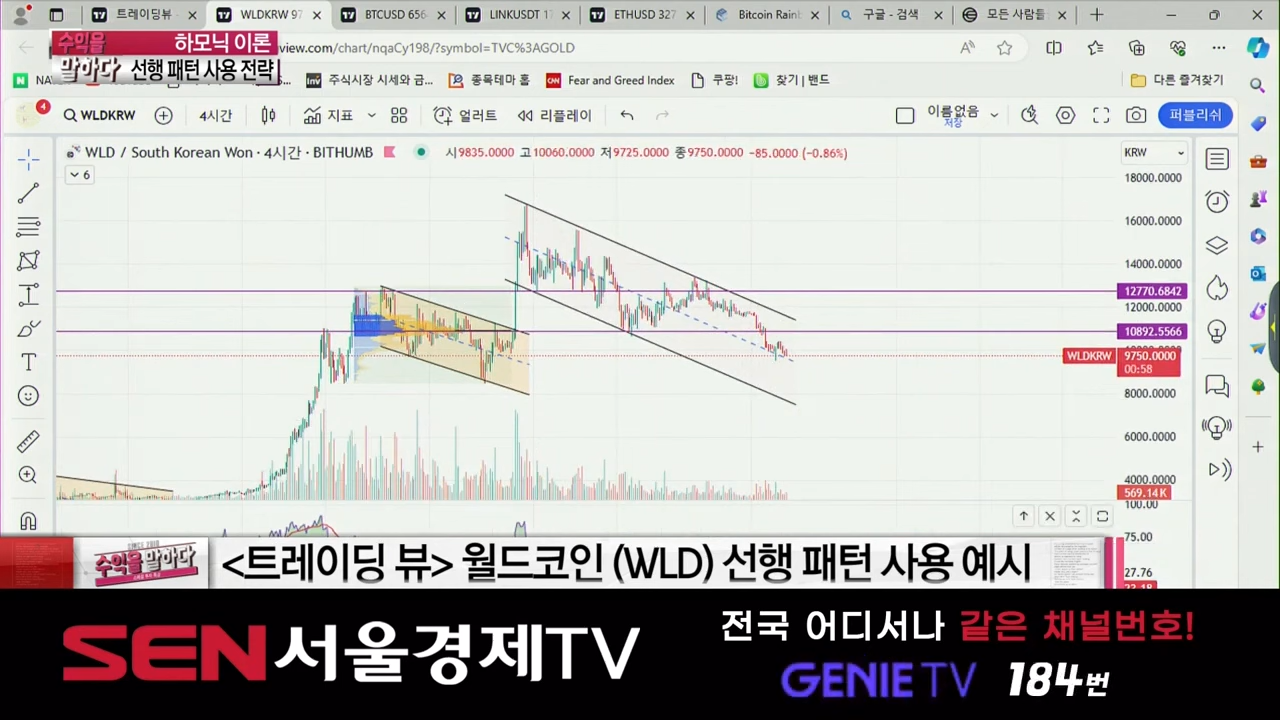 트레이딩뷰 -
WLDKRW 97
BTCUSD 656
LINKUSDT 17
ETHUSD 327
Bitcoin Rainb
구글 - 검색
모든 사람들
수익을 말하다
하모닉 이론
선행 패턴 사용 전략
view.com/chart/nqaCy198/?symbol=TVC%3AGOLD
주식시장 시세와 금...
종목테마 홈
Fear and Greed Index
쿠팡!
찾기 | 밴드
다른 즐겨찾기
4
WLDKRW
4시간
지표
얼러트
리플레이
이름없음
저장
퍼블리쉬
WLD / South Korean Won · 4시간 · BITHUMB
시9835.0000 고10060.0000 저9725.0000 종9750.0000 -85.0000 (-0.86%)
KRW
6
18000.0000
16000.0000
14000.0000
12770.6842
12000.0000
10892.5566
WLDKRW
9750.0000
00:58
8000.0000
6000.0000
4000.0000
569.14K
100.00
75.00
27.76
SINCE 2008
수익을 말하다
<트레이딩 뷰> 월드코인 (WLD) 선행 패턴 사용 예시
SEN서울경제TV
전국 어디서나 같은 채널번호!
GENIE TV 184번